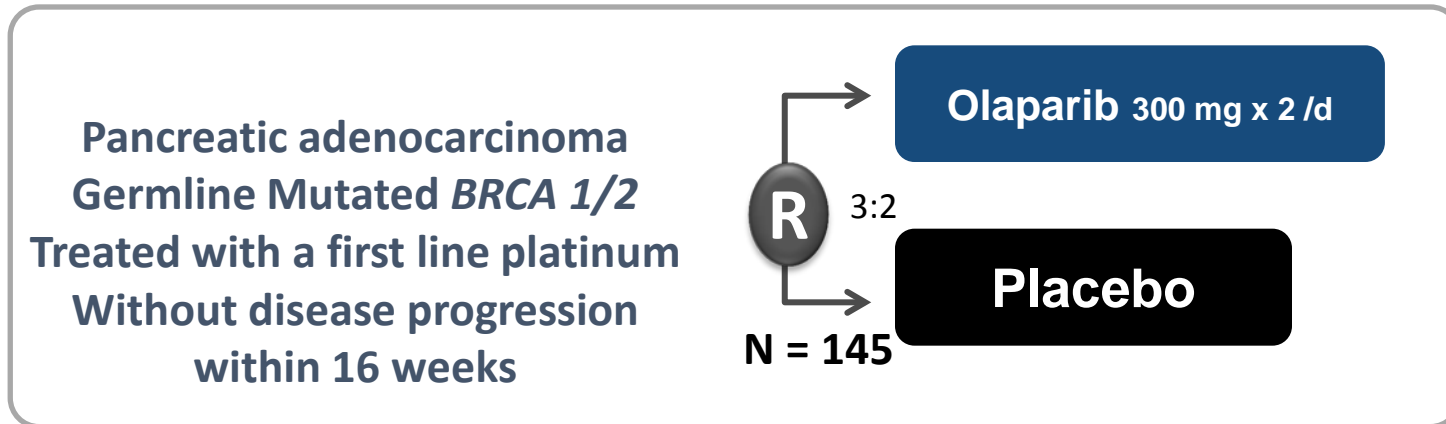 Pancreatic adenocarcinoma
Germline Mutated BRCA 1/2
Treated with a first line platinum
Without disease progression
within 16 weeks
R
3:2
N = 145
Olaparib 300 mg x 2 /d
Placebo